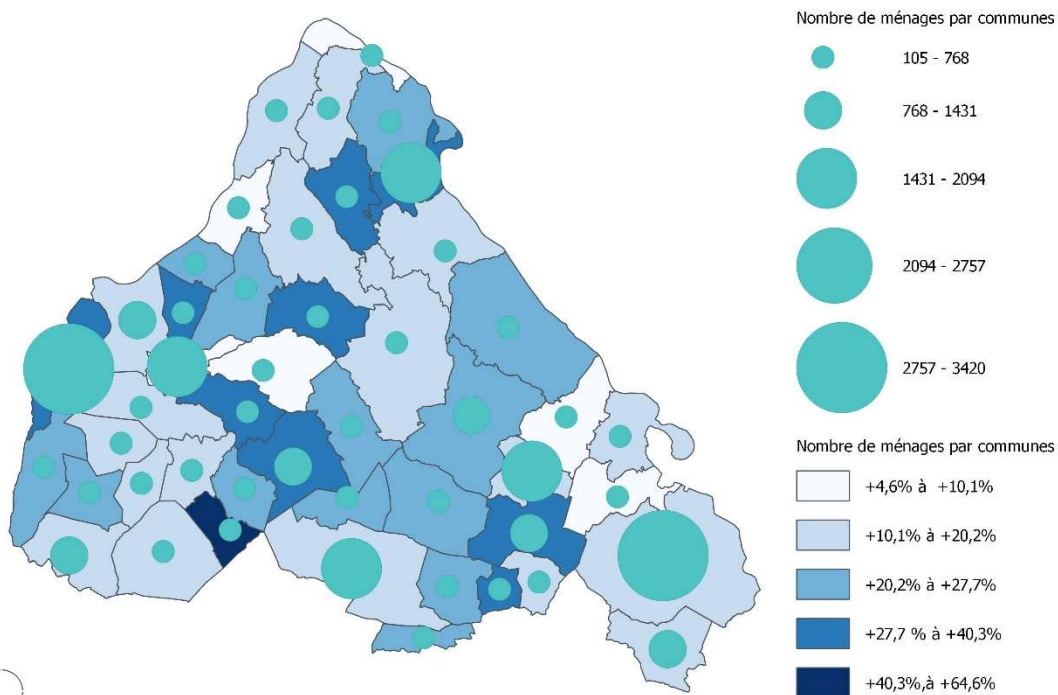 Nombre de ménages par communes
105 - 768
768 - 1431
1431 - 2094
2094 - 2757
2757 - 3420
Nombre de ménages par communes
+4,6% à +10,1%
+10,1% à +20,2%
+20,2% à +27,7%
+27,7 % à +40,3%
+40,3%,à +64,6%